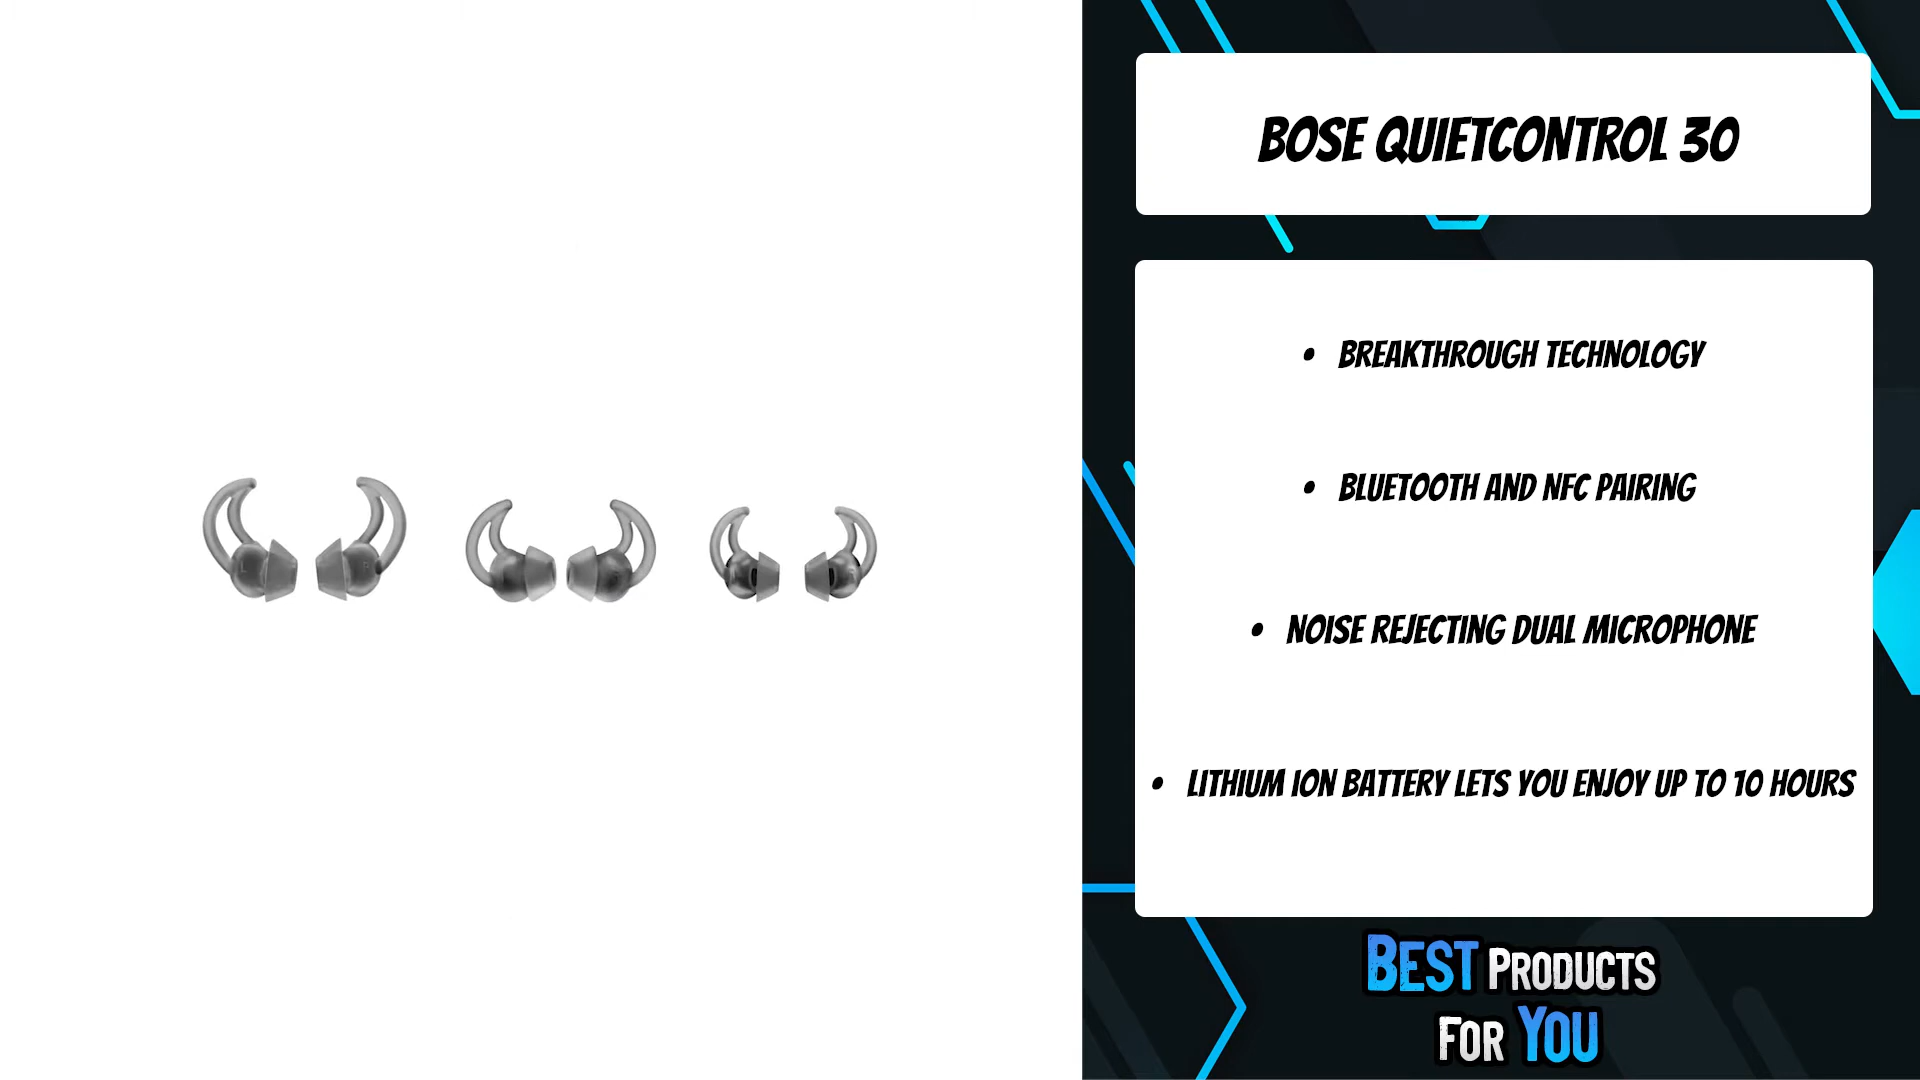 BOSE QUIETCONTROL 30
• BREAKTHROUGH TECHNOLOGY
• BLUETOOTH AND NFC PAIRING
• NOISE REJECTING DUAL MICROPHONE
• LITHIUM ION BATTERY LETS YOU ENJOY UP TO 10 HOURS
BEST PRODUCTS
FOR YOU